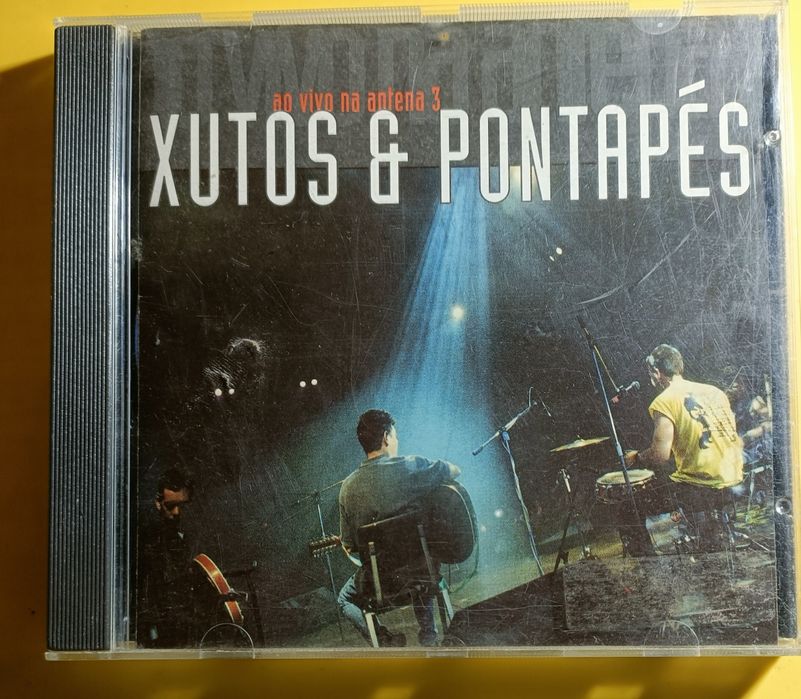 ao vivo na antena 3
XUTOS & PONTAPÉS